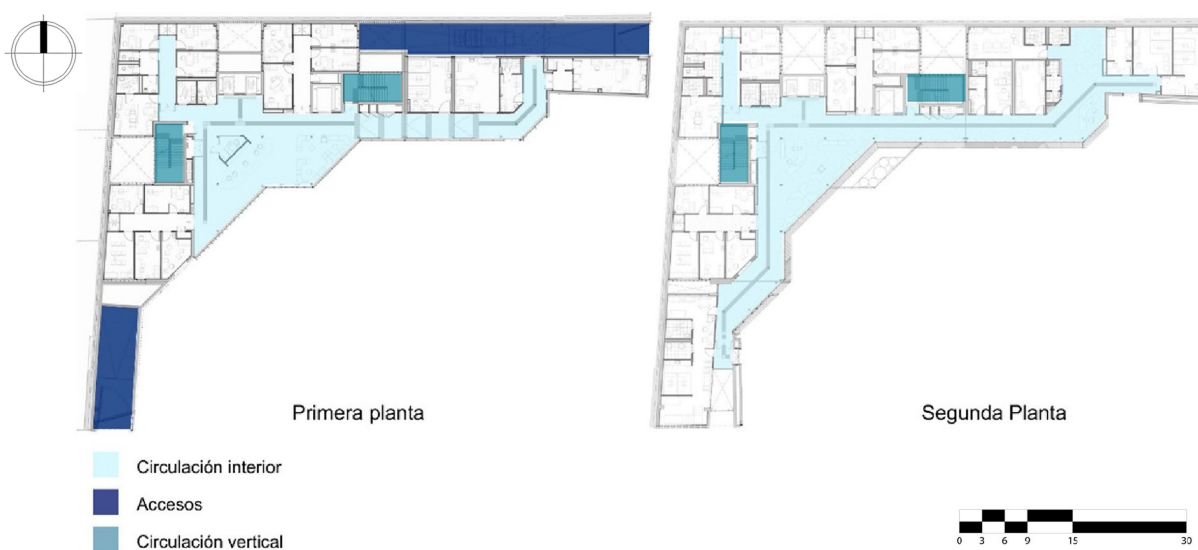 Primera planta
Segunda Planta
Circulación interior
Accesos
Circulación vertical
0 3 6 9 15 30